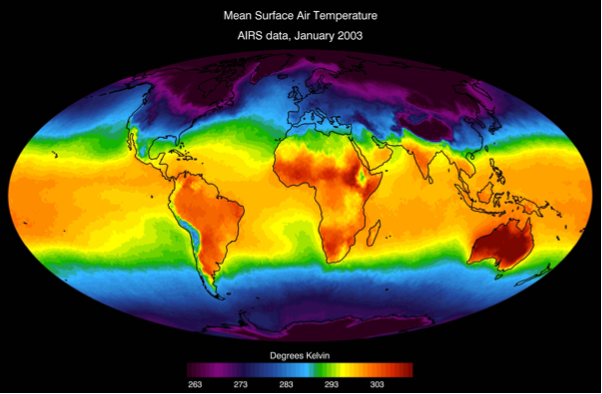 Mean Surface Air Temperature
AIRS data, January 2003
Degrees Kelvin
263 273 283 293 303